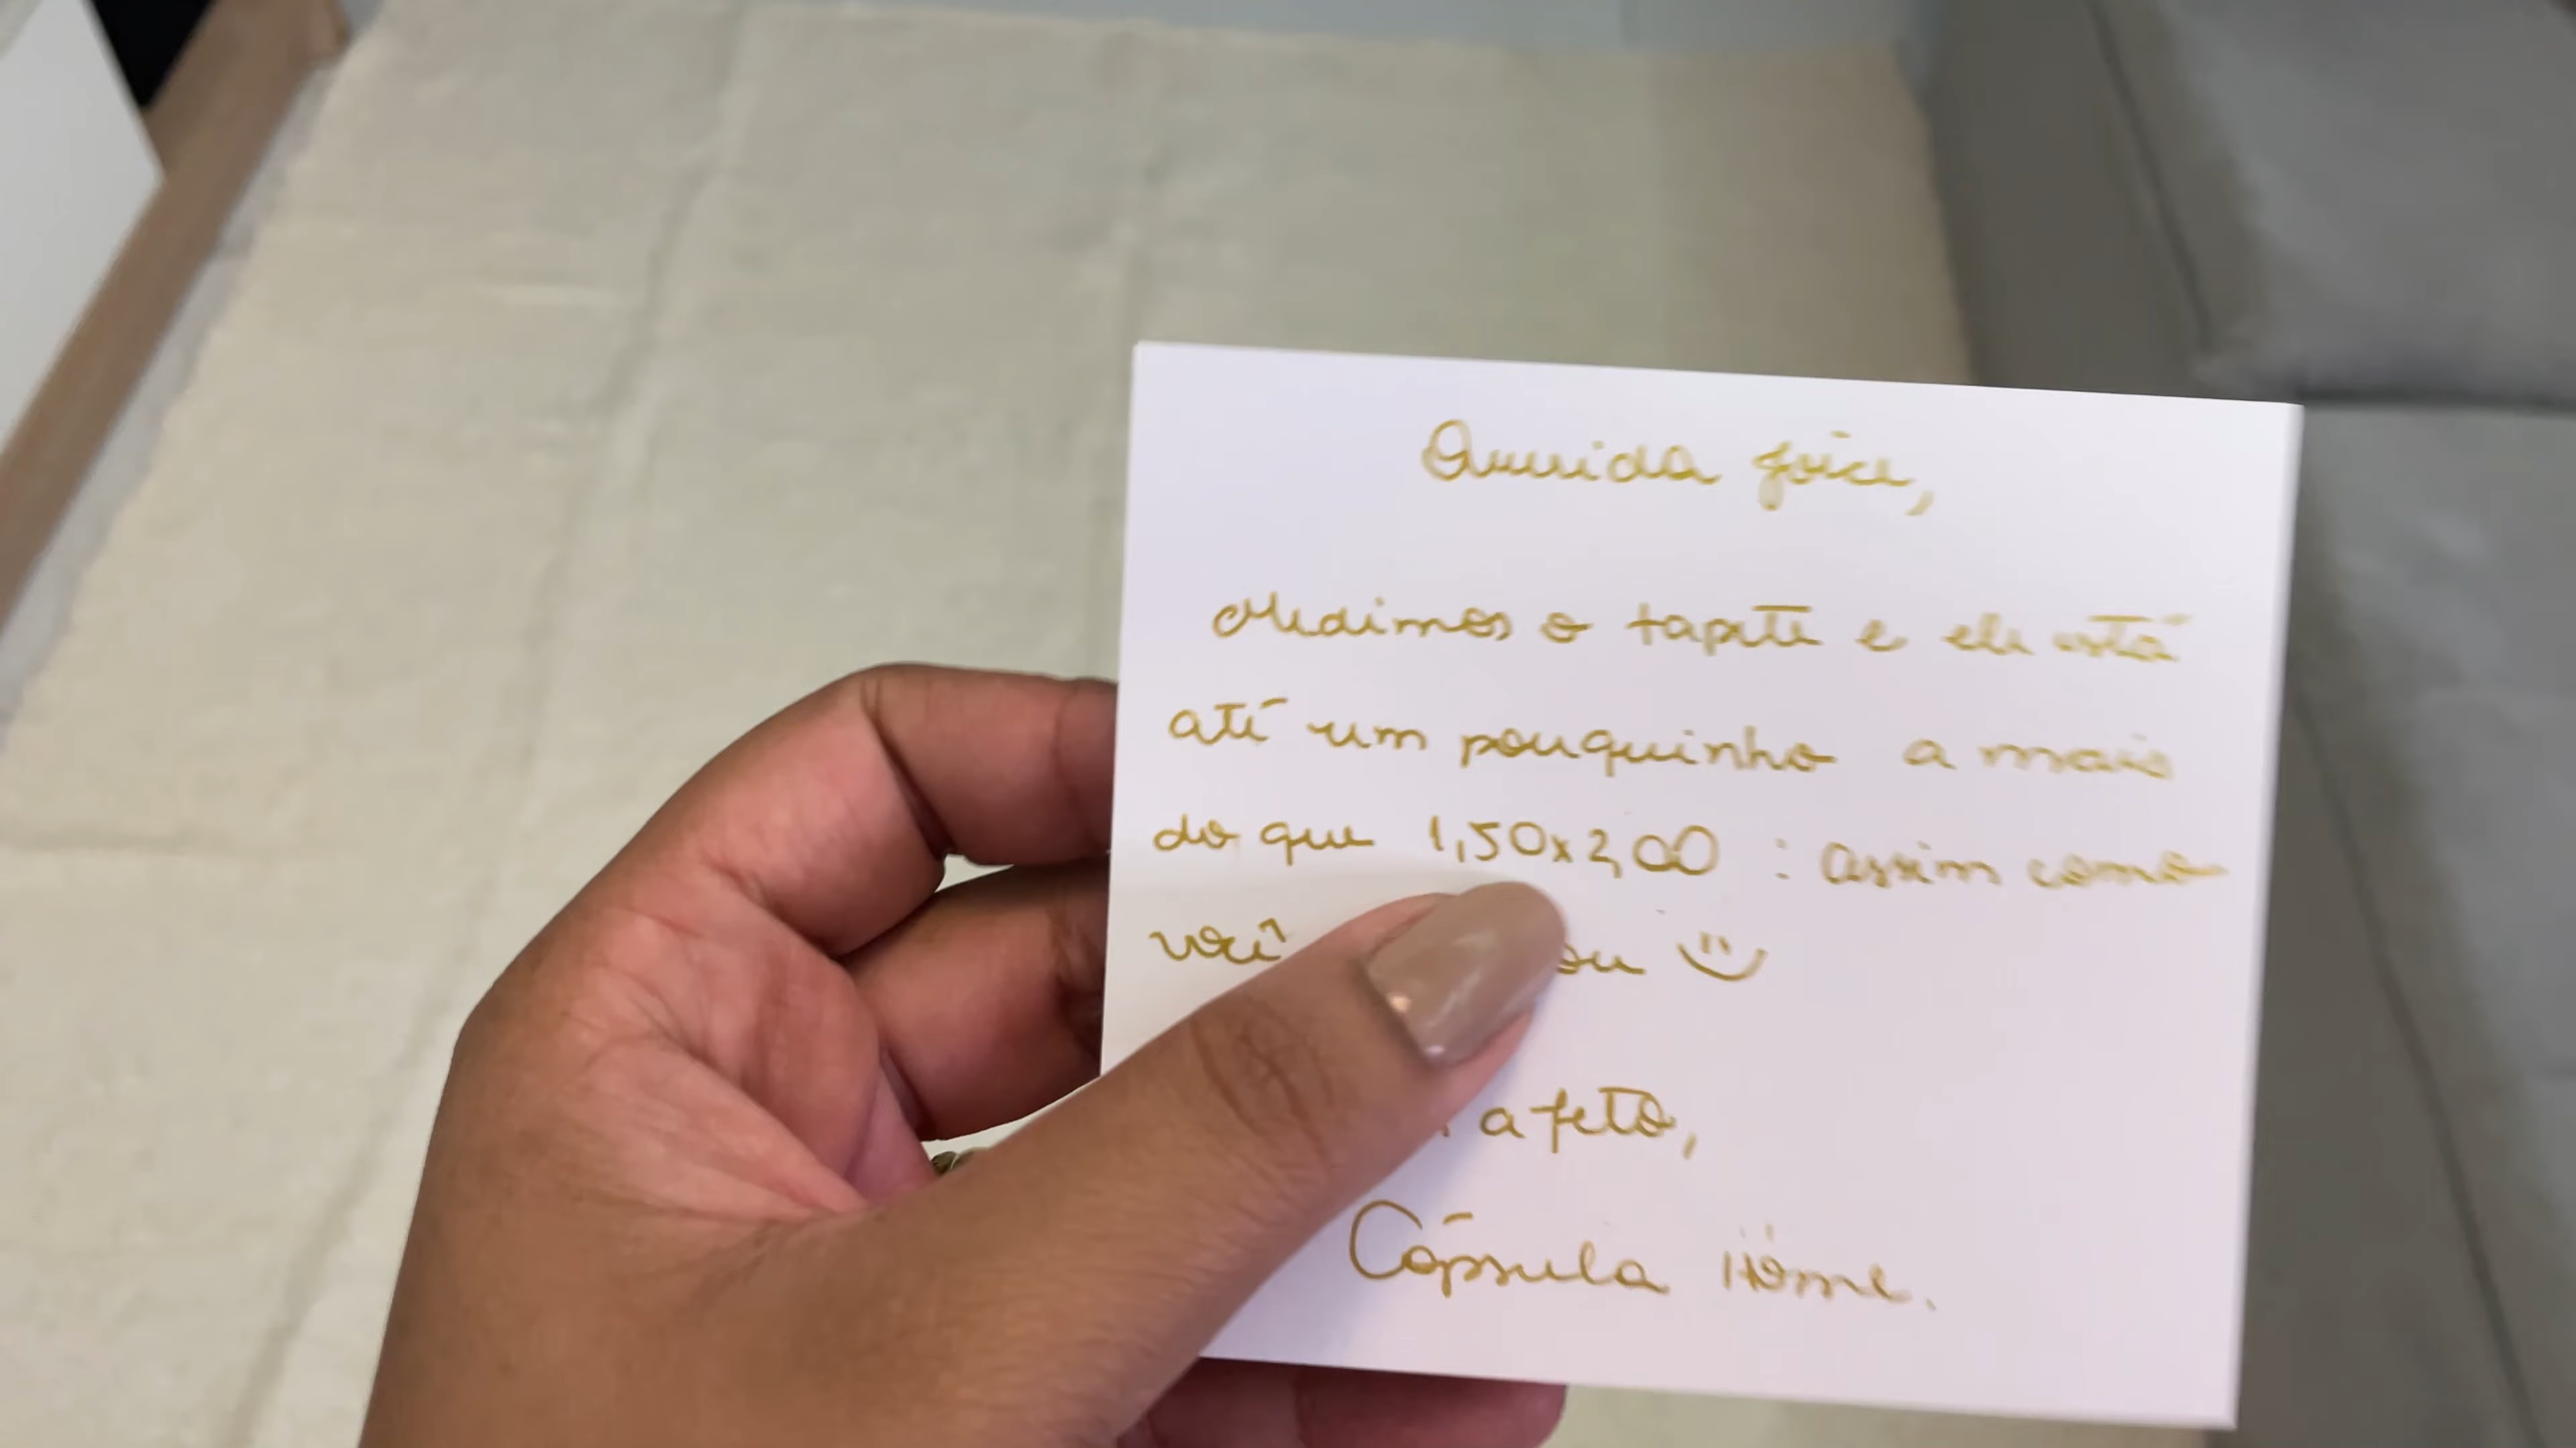 Querida Joice,
Medimos o tapete e ele está
até um pouquinho a mais
do que 1,50x2,00 : assim como
você ou
afeto,
Cápsula Home.